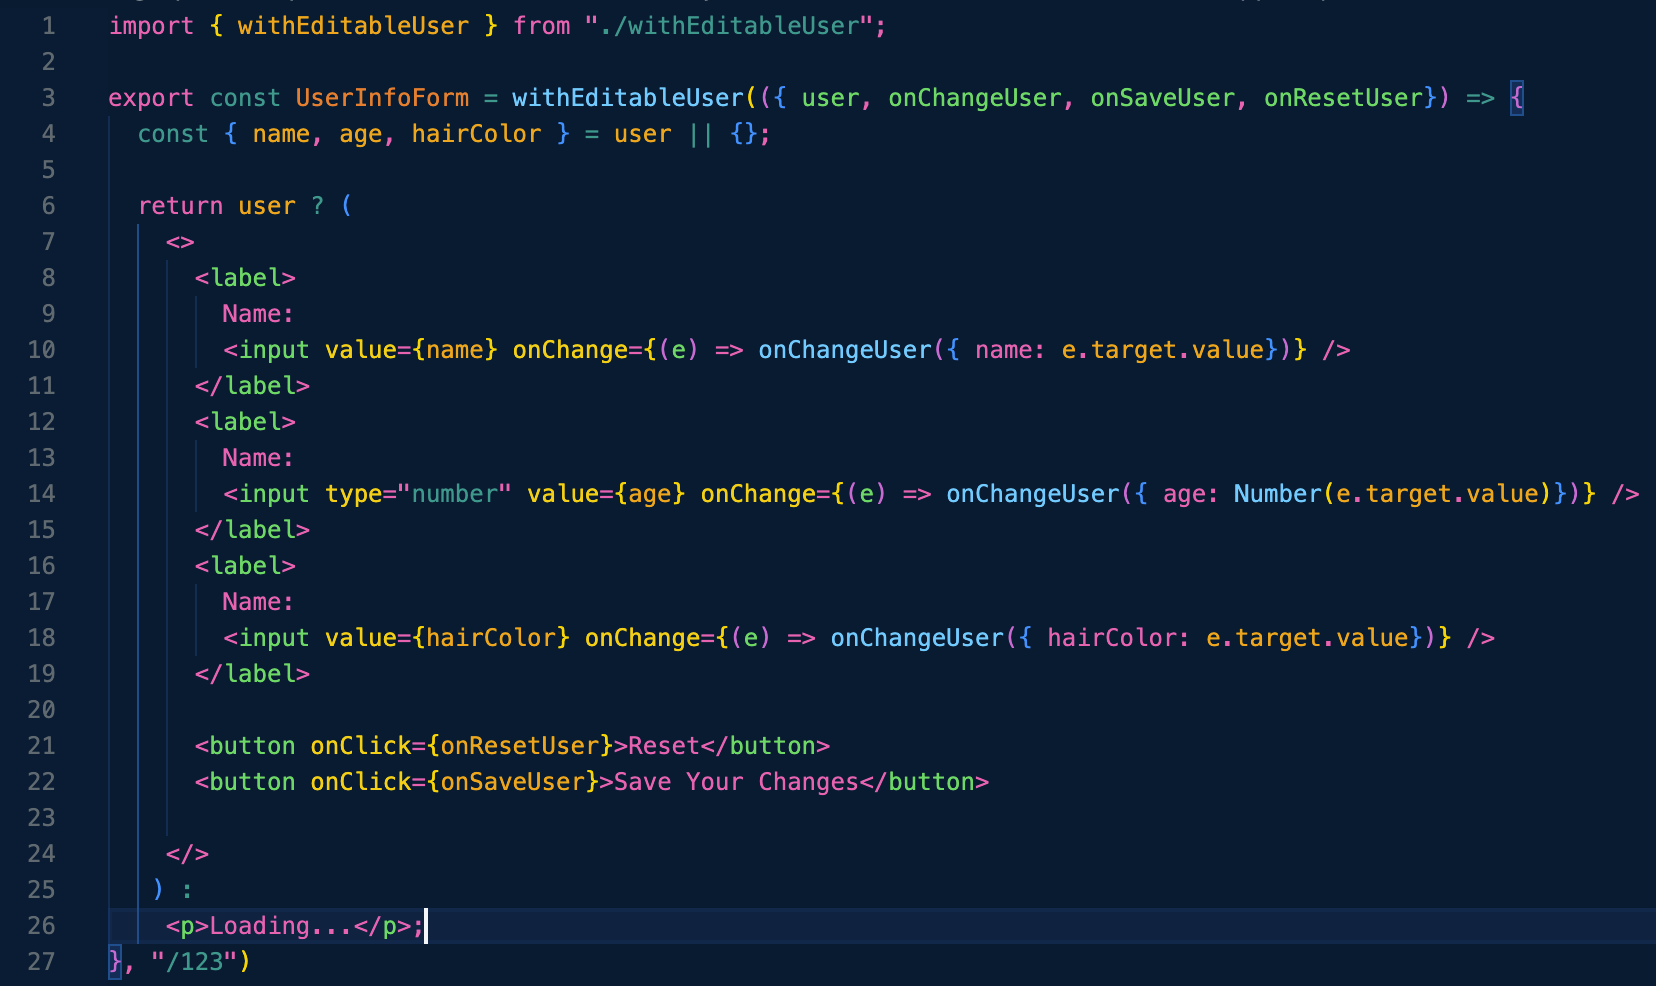 1 import { withEditableUser } from "./withEditableUser";
2
3 export const UserInfoForm = withEditableUser(({ user, onChangeUser, onSaveUser, onResetUser}) => {
4   const { name, age, hairColor } = user || {};
5
6   return user ? (
7     <>
8       <label>
9         Name:
10         <input value={name} onChange={(e) => onChangeUser({ name: e.target.value})} />
11       </label>
12       <label>
13         Name:
14         <input type="number" value={age} onChange={(e) => onChangeUser({ age: Number(e.target.value)})} />
15       </label>
16       <label>
17         Name:
18         <input value={hairColor} onChange={(e) => onChangeUser({ hairColor: e.target.value})} />
19       </label>
20
21       <button onClick={onResetUser}>Reset</button>
22       <button onClick={onSaveUser}>Save Your Changes</button>
23
24     </>
25    ) :
26     <p>Loading...</p>;
27 }, "/123")